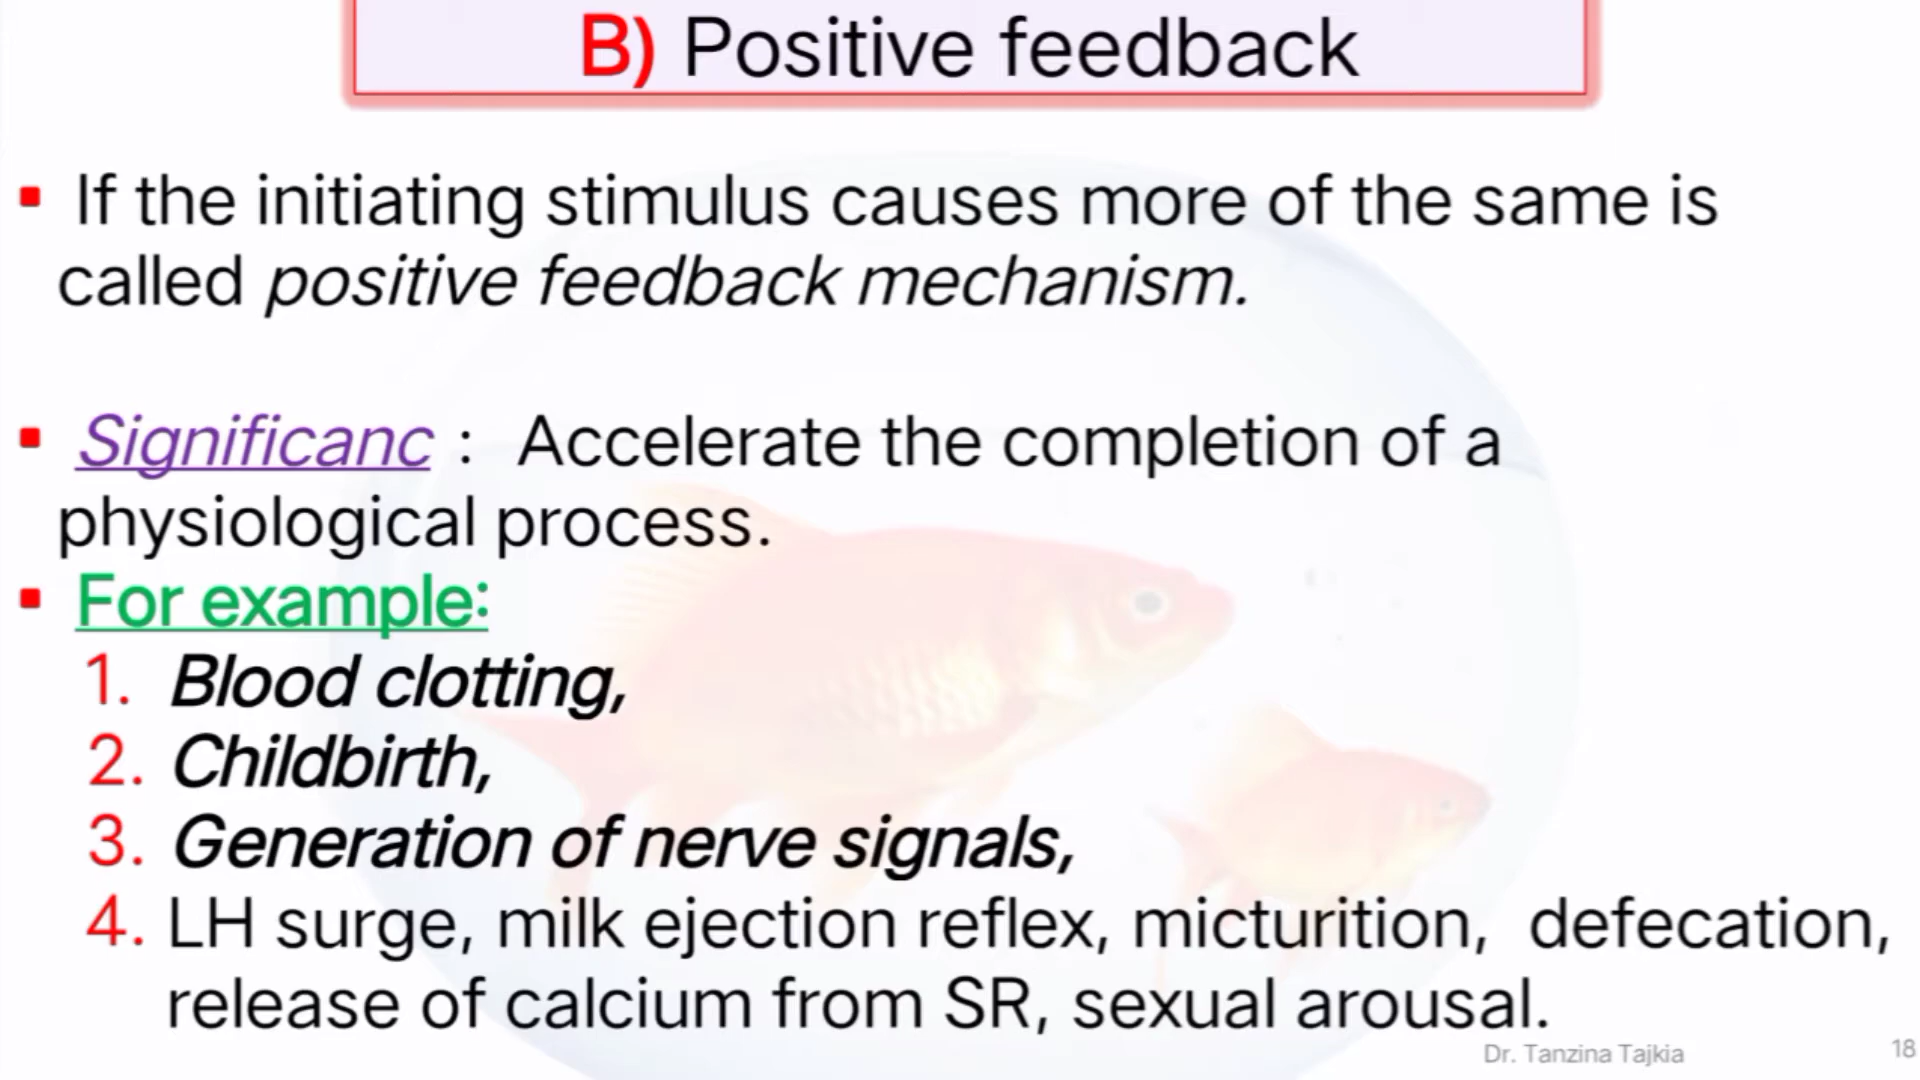 B) Positive feedback
▪ If the initiating stimulus causes more of the same is
called positive feedback mechanism.
▪ Significanc : Accelerate the completion of a
physiological process.
▪ For example:
1. Blood clotting,
2. Childbirth,
3. Generation of nerve signals,
4. LH surge, milk ejection reflex, micturition, defecation,
release of calcium from SR, sexual arousal.
Dr. Tanzina Tajkia
18